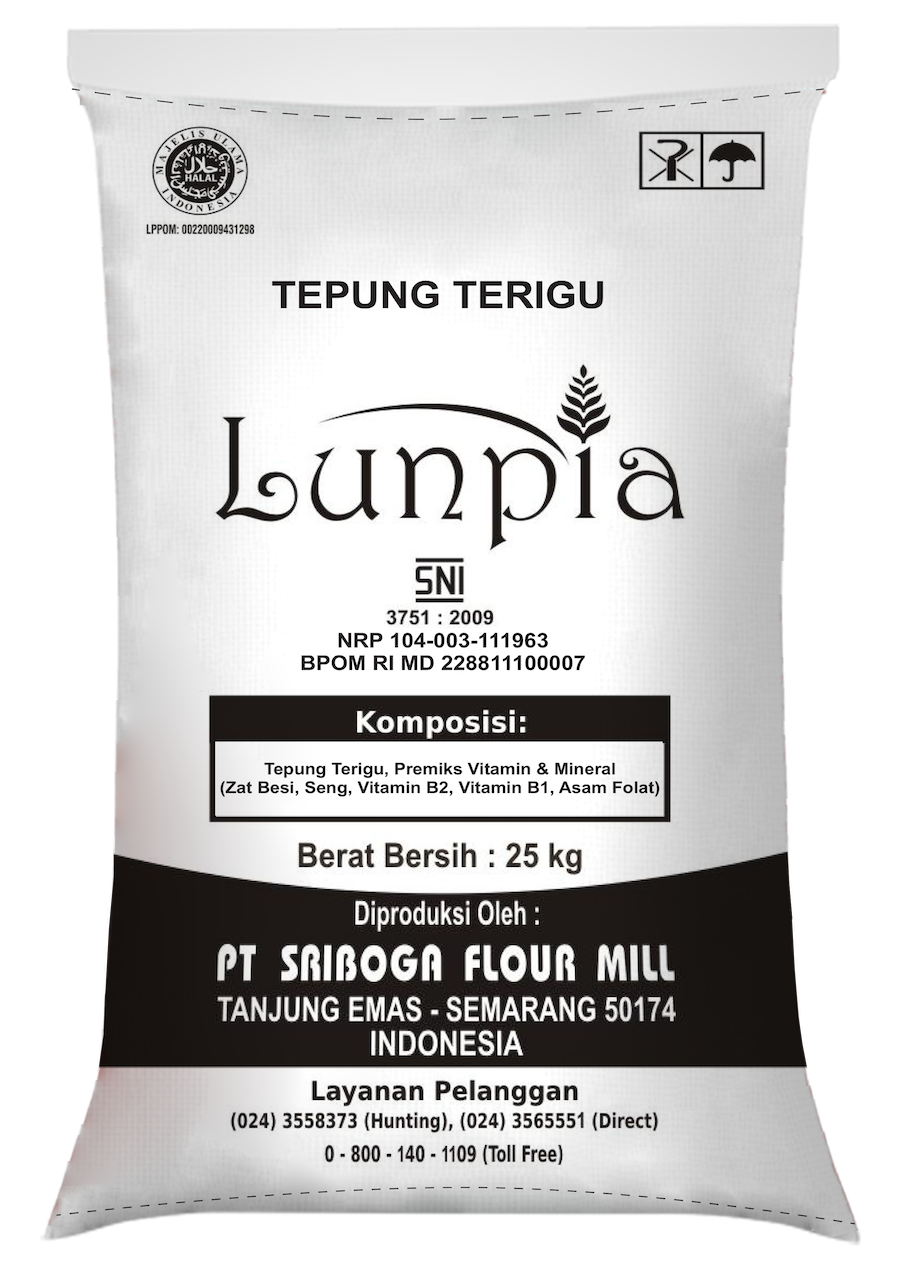 MAJELIS ULAMA
INDONESIA
حلال
HALAL
LPPOM: 00220009431298
TEPUNG TERIGU
Lunpia
SNI
3751 : 2009
NRP 104-003-111963
BPOM RI MD 228811100007
Komposisi:
Tepung Terigu, Premiks Vitamin & Mineral
(Zat Besi, Seng, Vitamin B2, Vitamin B1, Asam Folat)
Berat Bersih : 25 kg
Diproduksi Oleh :
PT SRIBOGA FLOUR MILL
TANJUNG EMAS - SEMARANG 50174
INDONESIA
Layanan Pelanggan
(024) 3558373 (Hunting), (024) 3565551 (Direct)
0 - 800 - 140 - 1109 (Toll Free)